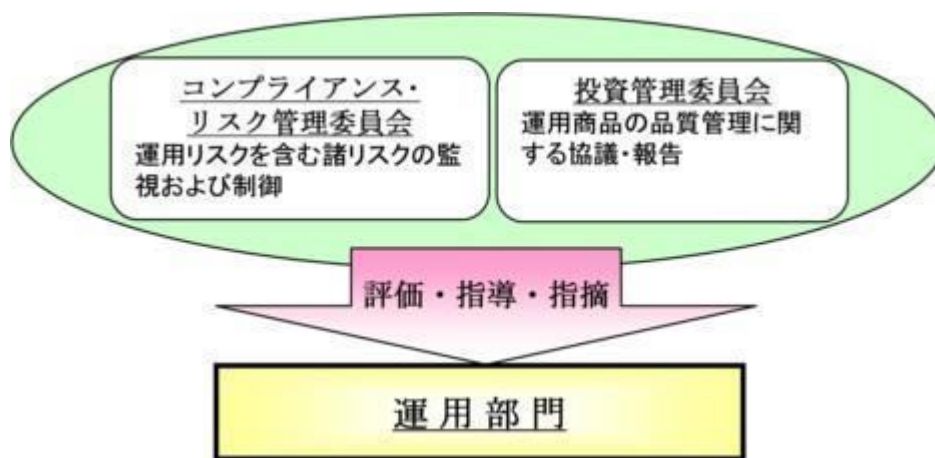 コンプライアンス・
リスク管理委員会
運用リスクを含む諸リスクの監
視および制御
投資管理委員会
運用商品の品質管理に関
する協議・報告
評価・指導・指摘
運用部門